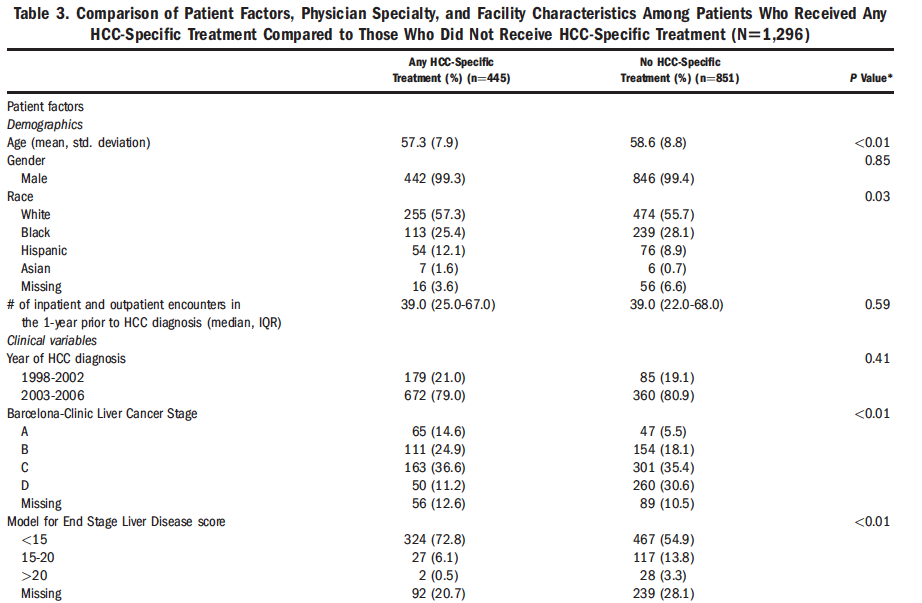 Table 3. Comparison of Patient Factors, Physician Specialty, and Facility Characteristics Among Patients Who Received Any
HCC-Specific Treatment Compared to Those Who Did Not Receive HCC-Specific Treatment (N=1,296)
Any HCC-Specific No HCC-Specific
Treatment (%) (n=445) Treatment (%) (n=851) P Value*
Patient factors
Demographics
Age (mean, std. deviation) 57.3 (7.9) 58.6 (8.8) <0.01
Gender 0.85
Male 442 (99.3) 846 (99.4)
Race 0.03
White 255 (57.3) 474 (55.7)
Black 113 (25.4) 239 (28.1)
Hispanic 54 (12.1) 76 (8.9)
Asian 7 (1.6) 6 (0.7)
Missing 16 (3.6) 56 (6.6)
# of inpatient and outpatient encounters in 39.0 (25.0-67.0) 39.0 (22.0-68.0) 0.59
the 1-year prior to HCC diagnosis (median, IQR)
Clinical variables
Year of HCC diagnosis 0.41
1998-2002 179 (21.0) 85 (19.1)
2003-2006 672 (79.0) 360 (80.9)
Barcelona-Clinic Liver Cancer Stage <0.01
A 65 (14.6) 47 (5.5)
B 111 (24.9) 154 (18.1)
C 163 (36.6) 301 (35.4)
D 50 (11.2) 260 (30.6)
Missing 56 (12.6) 89 (10.5)
Model for End Stage Liver Disease score <0.01
<15 324 (72.8) 467 (54.9)
15-20 27 (6.1) 117 (13.8)
>20 2 (0.5) 28 (3.3)
Missing 92 (20.7) 239 (28.1)